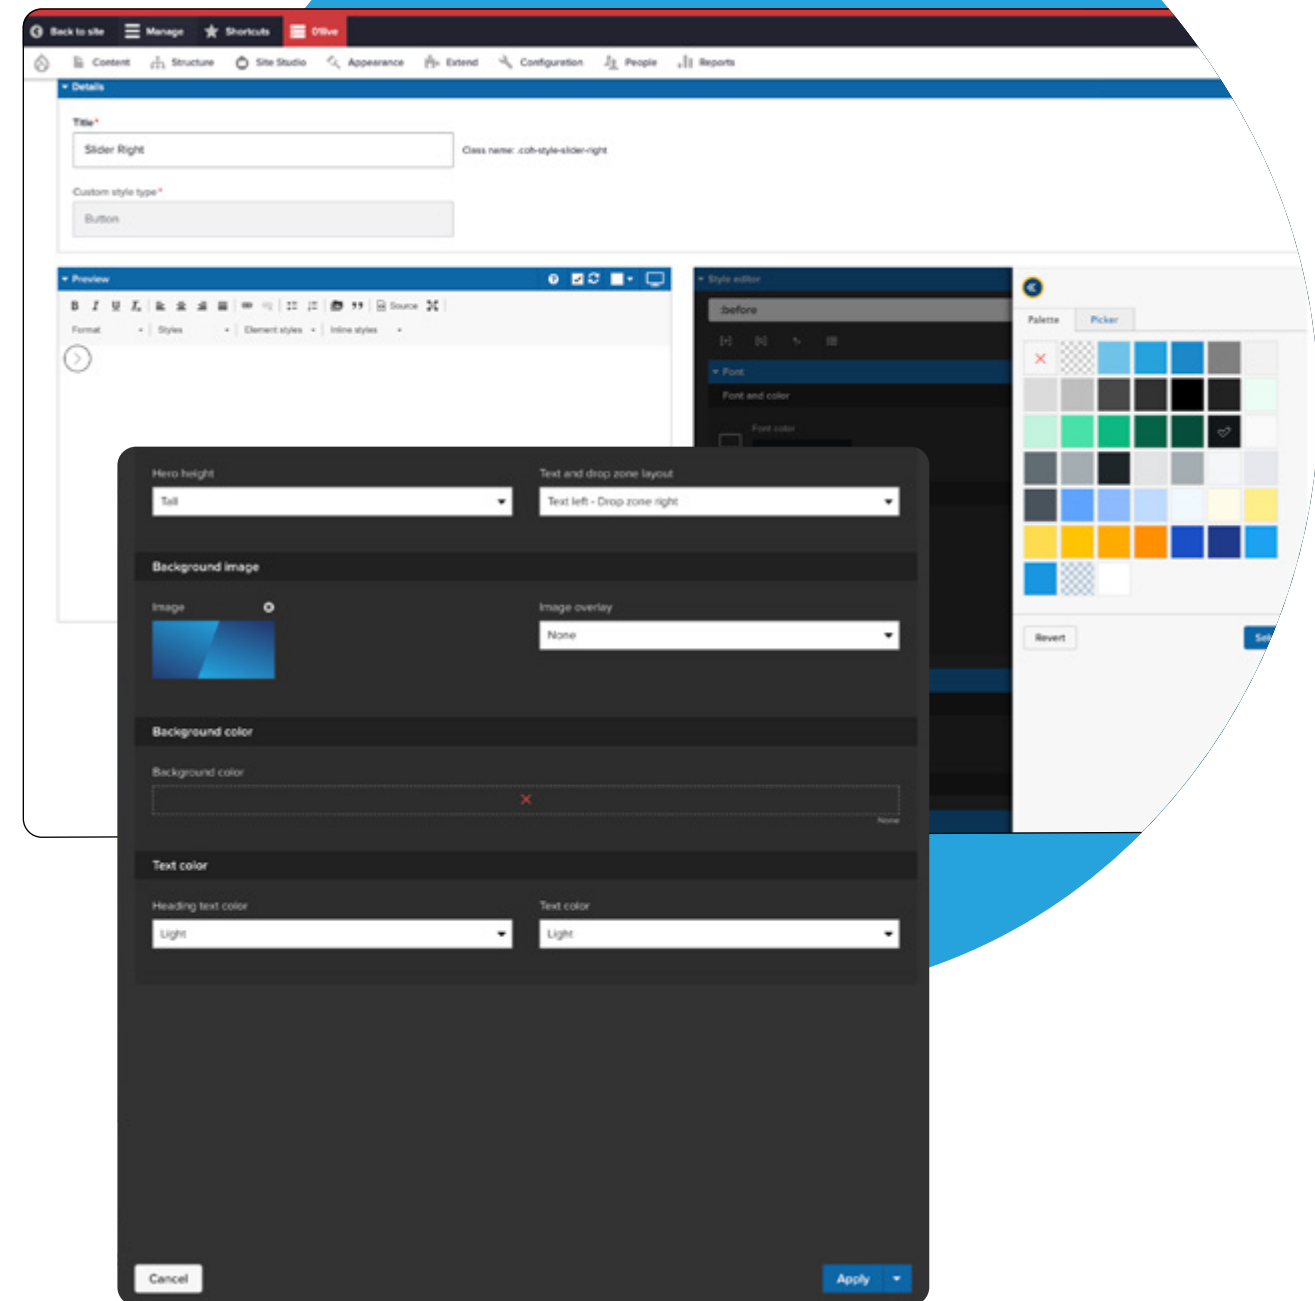 Back to site Manage Shortcuts
Content Structure Site Studio Appearance Extend Configuration People Reports
Details
Title*
Slider Right
Class name: .coh-style-slider-right
Custom style type*
Button
Preview
B I U Source
Format Styles Element styles Inline styles
Style editor
:before
Font
Font and color
Font color
Palette Picker
Revert
Hero height
Tall
Text and drop zone layout
Text left - Drop zone right
Background image
Image
Image overlay
None
Background color
Background color
None
Text color
Heading text color
Light
Text color
Light
Cancel
Apply